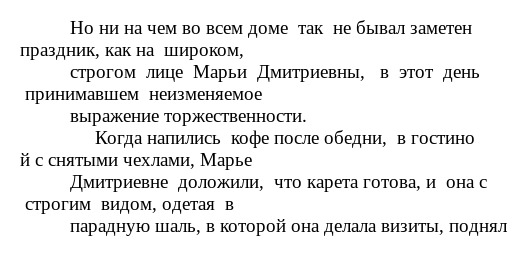 Но ни на чем во всем доме так не бывал заметен
праздник, как на широком,
строгом лице Марьи Дмитриевны, в этот день
принимавшем неизменяемое
выражение торжественности.
Когда напились кофе после обедни, в гостино
й с снятыми чехлами, Марье
Дмитриевне доложили, что карета готова, и она с
строгим видом, одетая в
парадную шаль, в которой она делала визиты, поднял